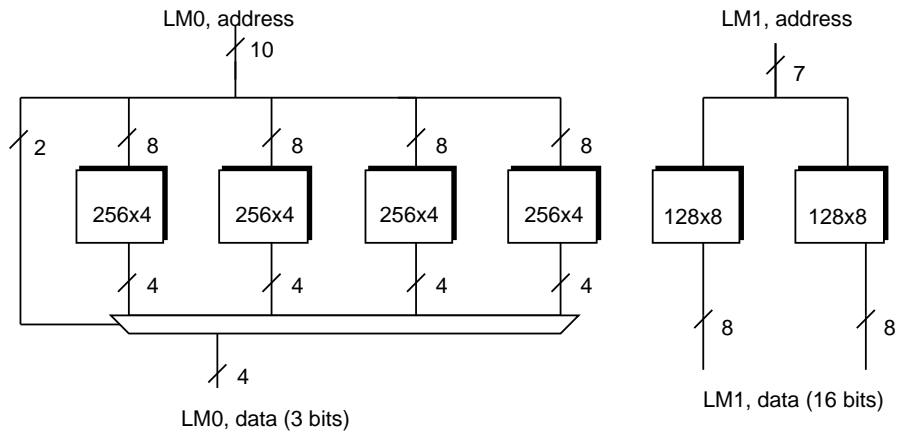 LM0, address
LM1, address
10
7
2
8
8
8
8
256x4
256x4
256x4
256x4
128x8
128x8
4
4
4
4
8
8
4
LM0, data (3 bits)
LM1, data (16 bits)